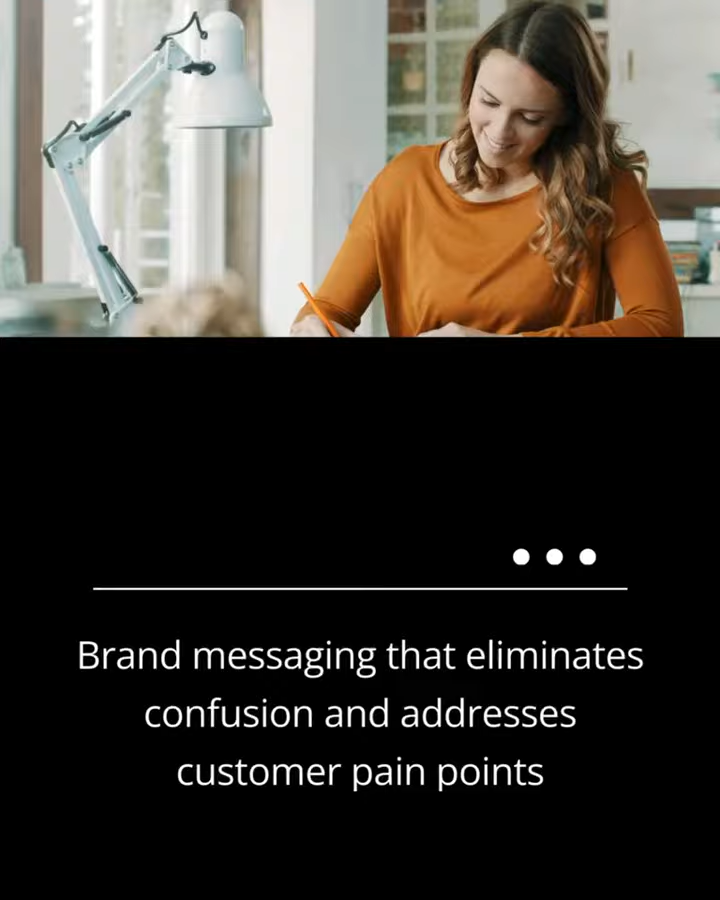 Brand messaging that eliminates
confusion and addresses
customer pain points